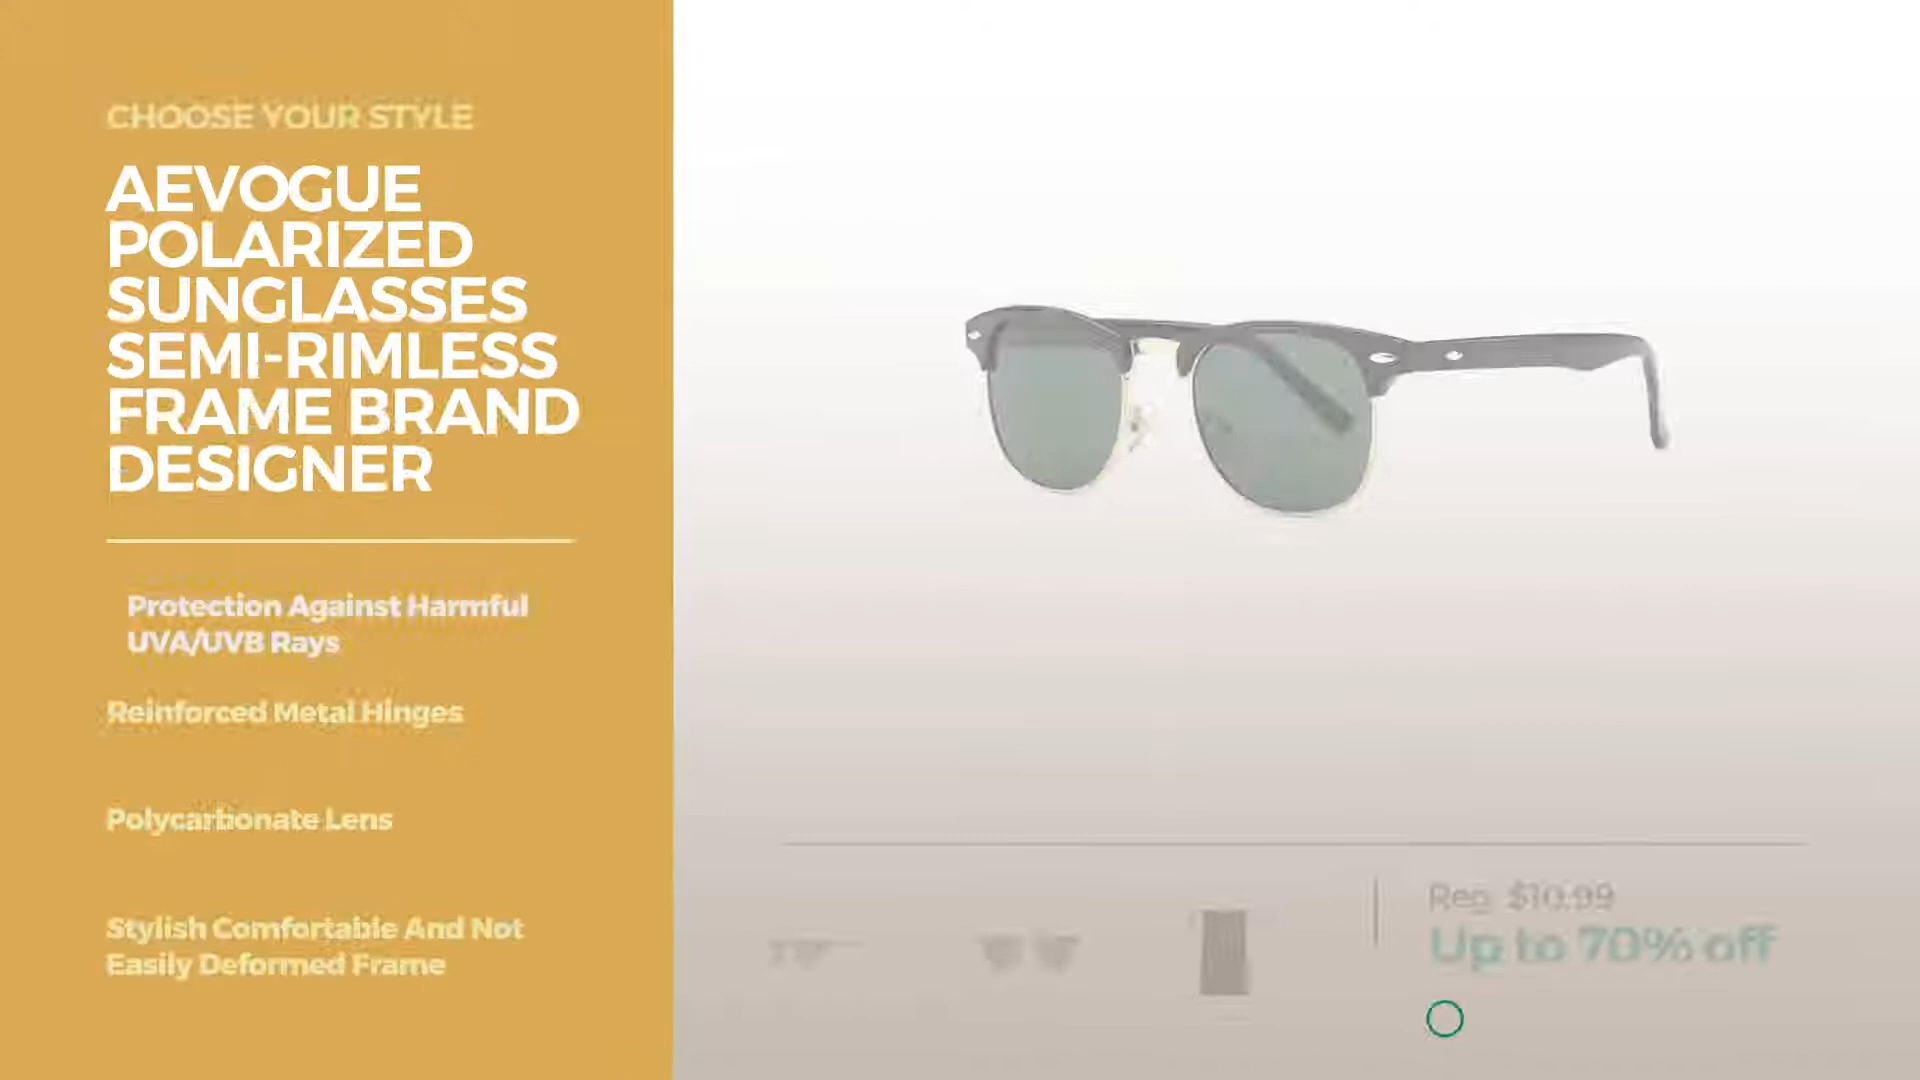 CHOOSE YOUR STYLE
AEVOGUE
POLARIZED
SUNGLASSES
SEMI-RIMLESS
FRAME BRAND
DESIGNER
Protection Against Harmful
UVA/UVB Rays
Reinforced Metal Hinges
Polycarbonate Lens
Stylish Comfortable And Not
Easily Deformed Frame
Reg. $10.99
Up to 70% off